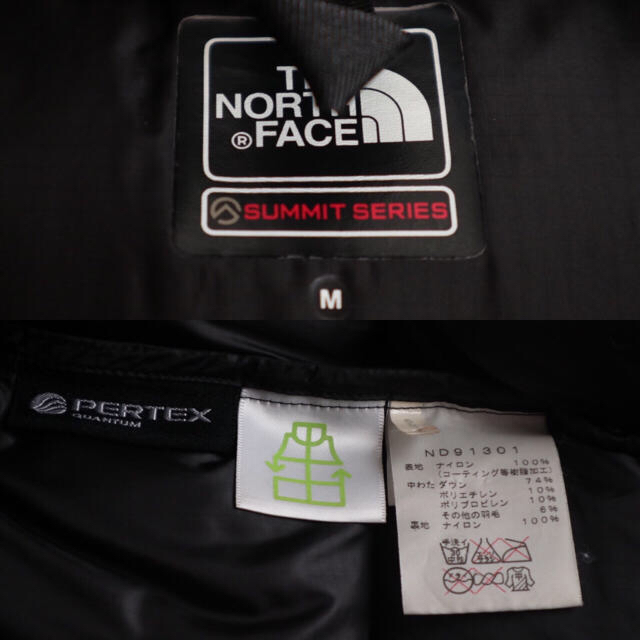 THE
NORTH
® FACE
SUMMIT SERIES
M
PERTEX
QUANTUM
ND91301
表地 ナイロン 100%
(コーティング等樹脂加工)
中わた ダウン 74%
ポリエチレン 10%
ポリプロピレン 10%
その他の羽毛 6%
裏地 ナイロン 100%
手洗イ